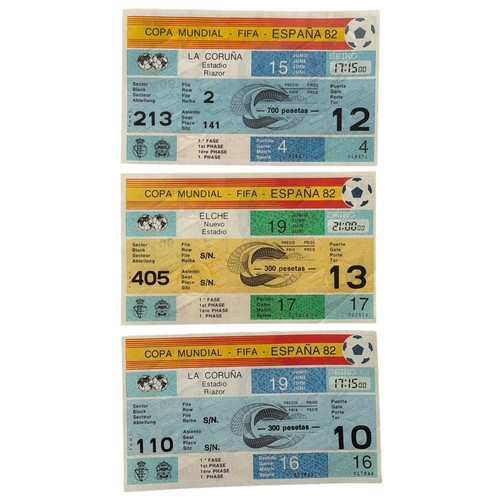 COPA MUNDIAL - FIFA - ESPAÑA 82
LA CORUÑA
Estadio
Riazor
15 JUNIO
SEIKO
17:15:00
Sector
Block
Secteur
Abteilung
213
Fila
Row
File
Reihe
2
Asiento
Seat
Place
Sitz
141
PRECIO PRICE
PRIX PREIS
700 pesetas
Puerta
Gate
Porte
Tor
12
1.ª FASE
1st PHASE
1ère PHASE
1. PHASE
Partido
Game
Match
Spiele
4
4
COPA MUNDIAL - FIFA - ESPAÑA 82
ELCHE
Nuevo
Estadio
19 JUNIO
SEIKO
21:00:00
Sector
Block
Secteur
Abteilung
405
Fila
Row
File
Reihe
S/N.
Asiento
Seat
Place
Sitz
S/N.
PRECIO PRICE
PRIX PREIS
300 pesetas
Puerta
Gate
Porte
Tor
13
1.ª FASE
1st PHASE
1ère PHASE
1. PHASE
Partido
Game
Match
Spiele
17
17
COPA MUNDIAL - FIFA - ESPAÑA 82
LA CORUÑA
Estadio
Riazor
19 JUNIO
SEIKO
17:15:00
Sector
Block
Secteur
Abteilung
110
Fila
Row
File
Reihe
S/N.
Asiento
Seat
Place
Sitz
S/N.
PRECIO PRICE
PRIX PREIS
300 pesetas
Puerta
Gate
Porte
Tor
10
1.ª FASE
1st PHASE
1ère PHASE
1. PHASE
Partido
Game
Match
Spiele
16
16